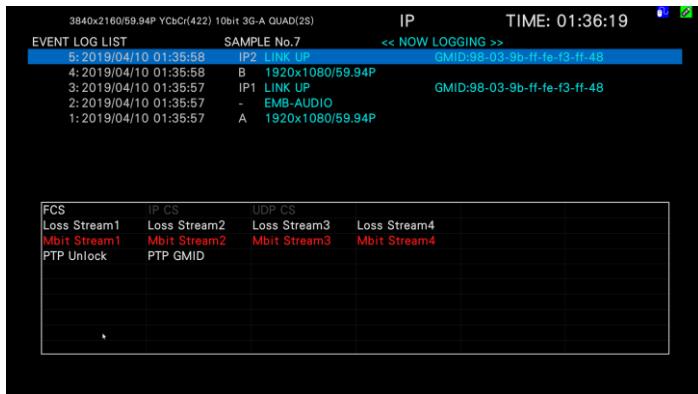 3840x2160/59.94P YCbCr(422) 10bit 3G-A QUAD(2S) IP TIME: 01:36:19
EVENT LOG LIST SAMPLE No.7 << NOW LOGGING >>
5: 2019/04/10 01:35:58 IP2 LINK UP GMID:98-03-9b-ff-fe-f3-ff-48
4: 2019/04/10 01:35:58 B 1920x1080/59.94P
3: 2019/04/10 01:35:57 IP1 LINK UP GMID:98-03-9b-ff-fe-f3-ff-48
2: 2019/04/10 01:35:57 - EMB-AUDIO
1: 2019/04/10 01:35:57 A 1920x1080/59.94P
FCS IP CS UDP CS
Loss Stream1 Loss Stream2 Loss Stream3 Loss Stream4
Mbit Stream1 Mbit Stream2 Mbit Stream3 Mbit Stream4
PTP Unlock PTP GMID